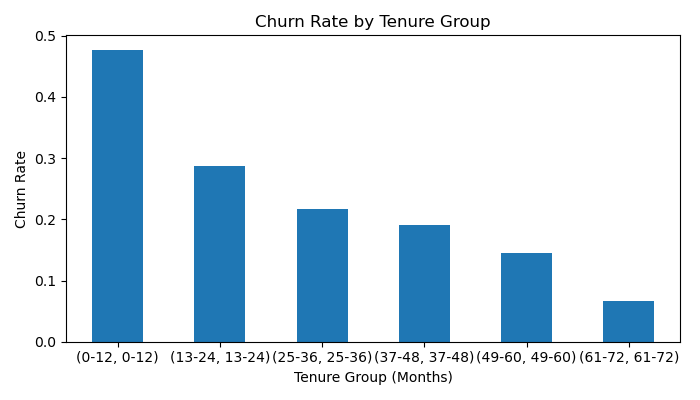 Churn Rate by Tenure Group
0.5
0.4
0.3
0.2
0.1
0.0
Churn Rate
(0-12, 0-12) (13-24, 13-24) (25-36, 25-36) (37-48, 37-48) (49-60, 49-60) (61-72, 61-72)
Tenure Group (Months)